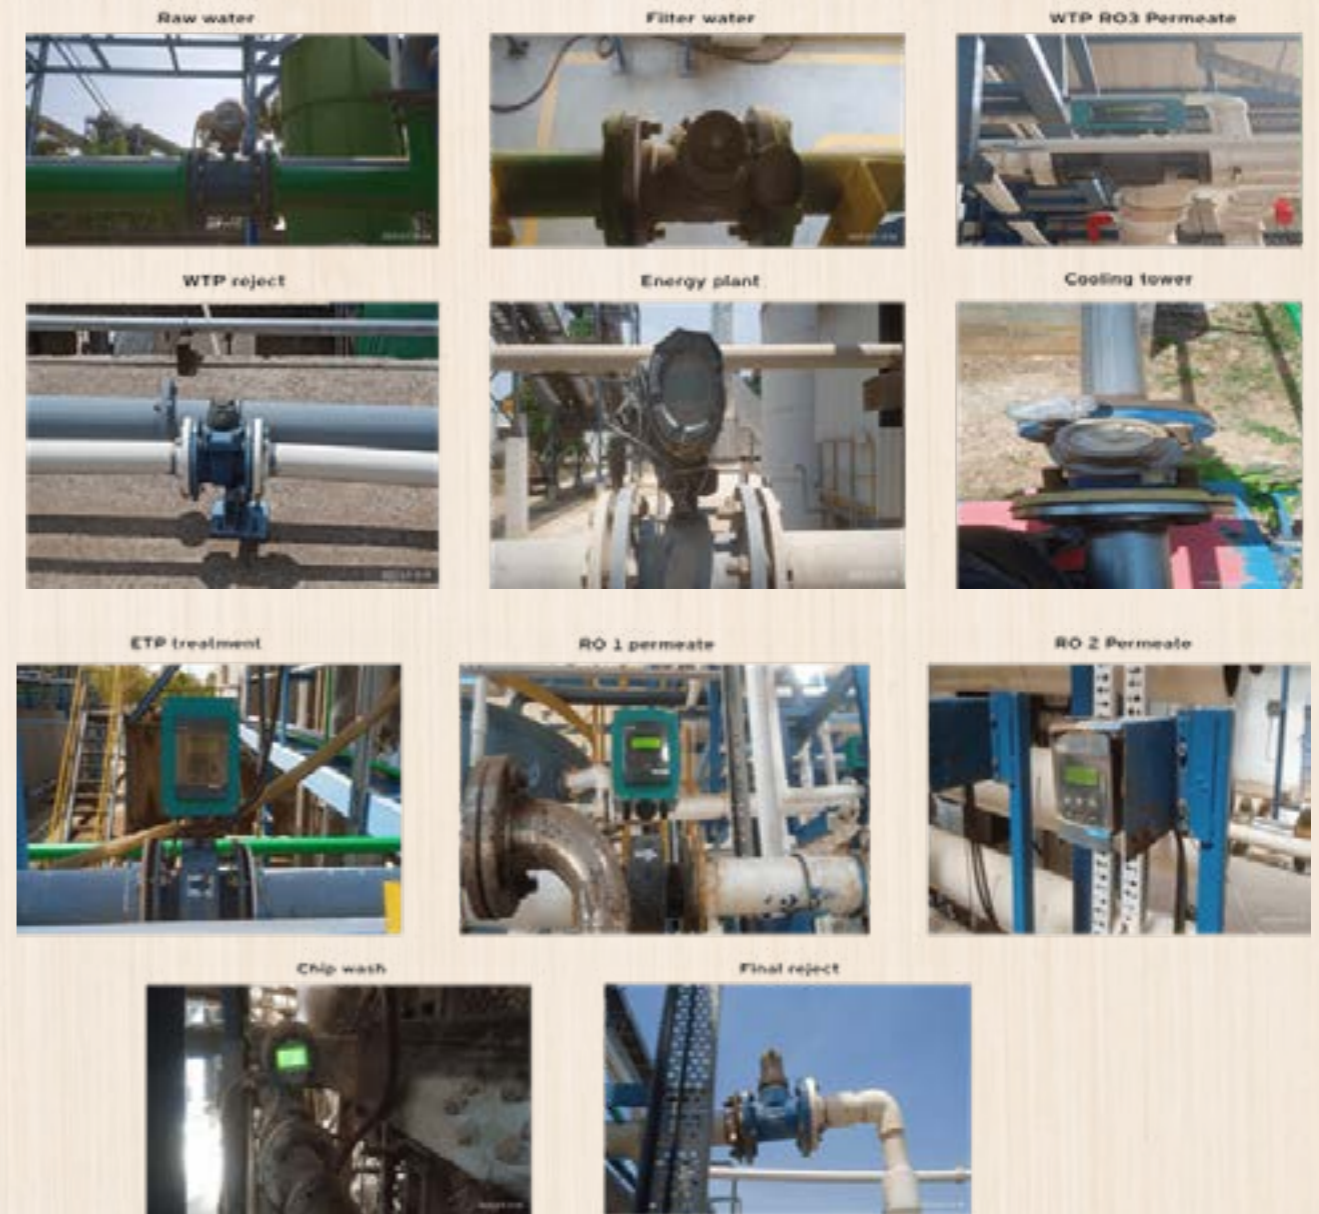 Raw water
Filter water
WTP RO3 Permeate
WTP reject
Energy plant
Cooling tower
ETP treatment
RO 1 permeate
RO 2 Permeate
Chip wash
Final reject